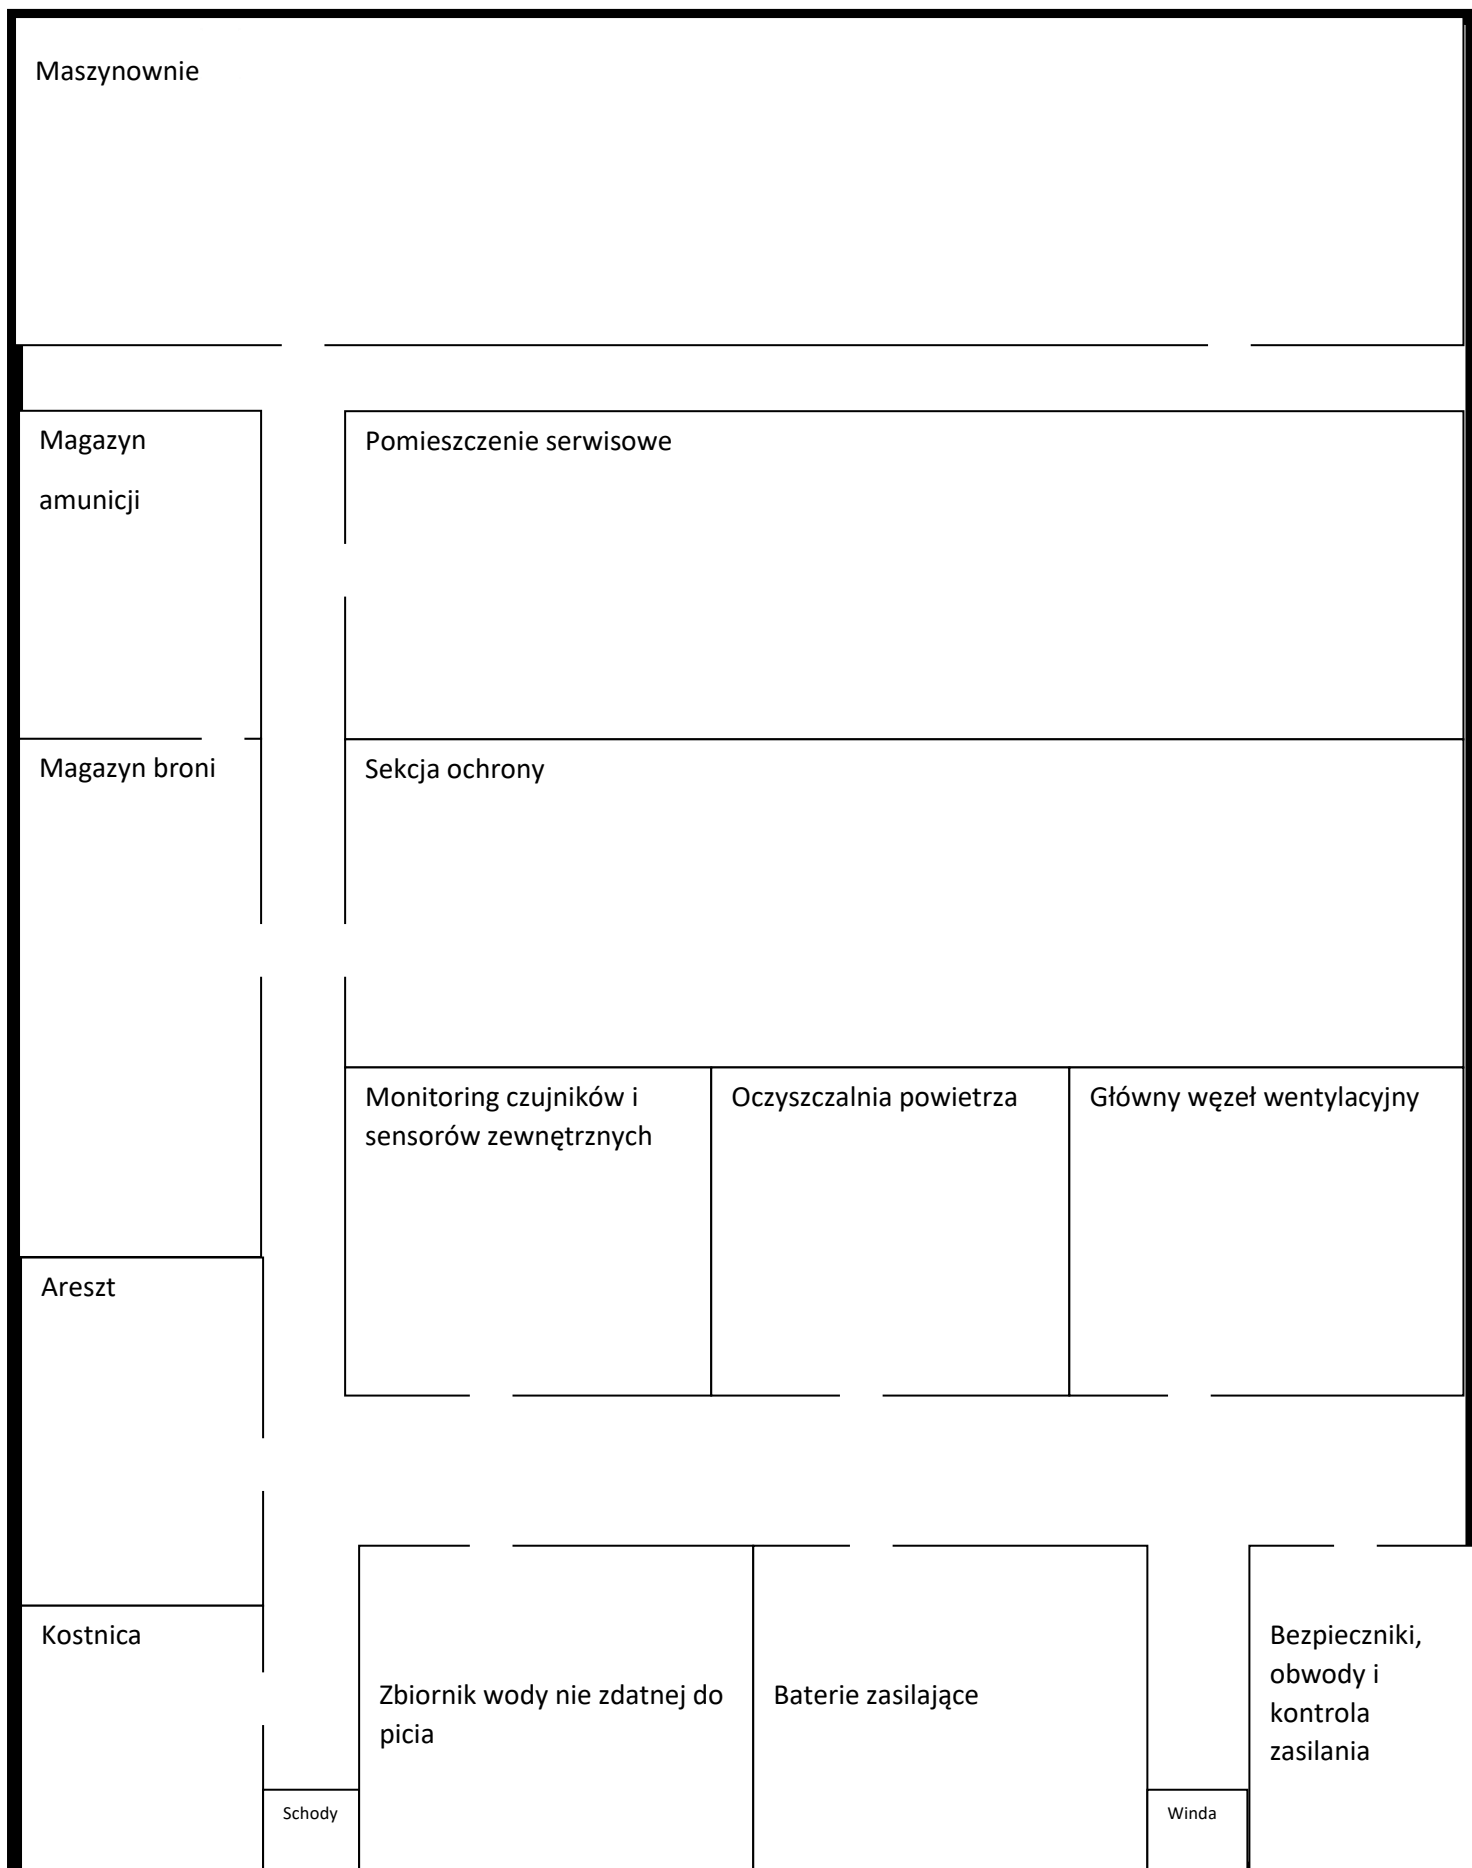 Maszynownie
Magazyn
amunicji
Pomieszczenie serwisowe
Magazyn broni
Sekcja ochrony
Monitoring czujników i
sensorów zewnętrznych
Oczyszczalnia powietrza
Główny węzeł wentylacyjny
Areszt
Kostnica
Zbiornik wody nie zdatnej do
picia
Baterie zasilające
Bezpieczniki,
obwody i
kontrola
zasilania
Schody
Winda